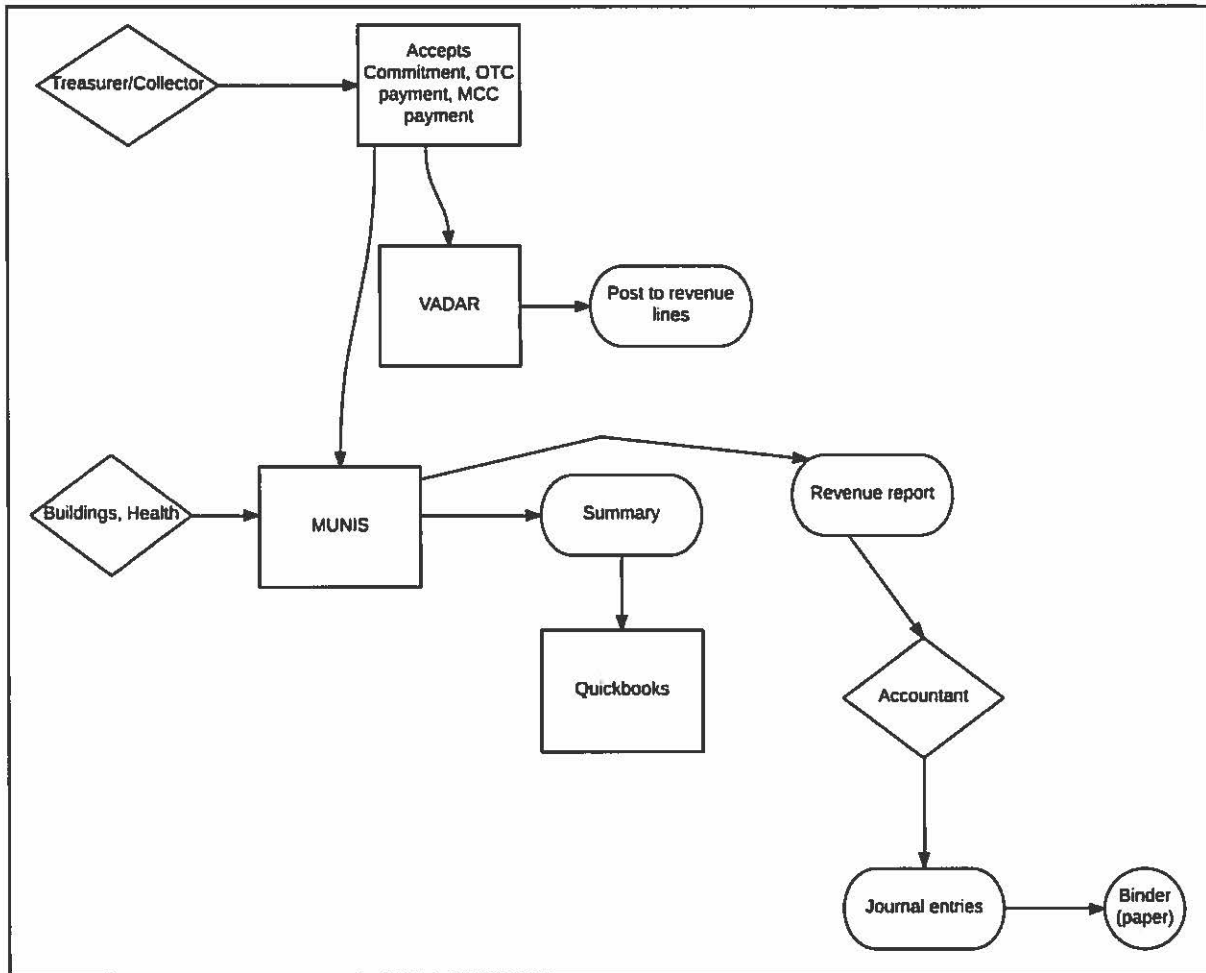 Treasurer/Collector
Accepts
Commitment, OTC
payment, MCC
payment
VADAR
Post to revenue
lines
Buildings, Health
MUNIS
Summary
Revenue report
Quickbooks
Accountant
Journal entries
Binder
(paper)